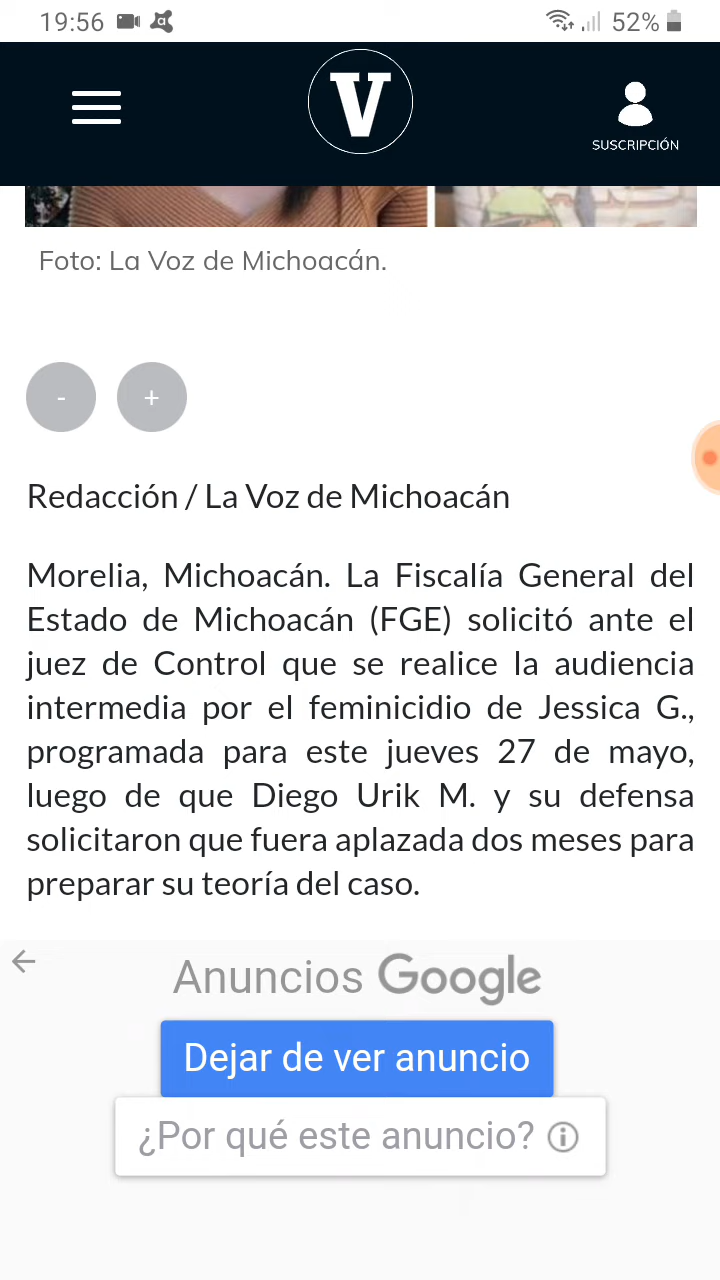 19:56
52%
V
SUSCRIPCIÓN
Foto: La Voz de Michoacán.
- +
Redacción / La Voz de Michoacán
Morelia, Michoacán. La Fiscalía General del
Estado de Michoacán (FGE) solicitó ante el
juez de Control que se realice la audiencia
intermedia por el feminicidio de Jessica G.,
programada para este jueves 27 de mayo,
luego de que Diego Urik M. y su defensa
solicitaron que fuera aplazada dos meses para
preparar su teoría del caso.
Anuncios Google
Dejar de ver anuncio
¿Por qué este anuncio?